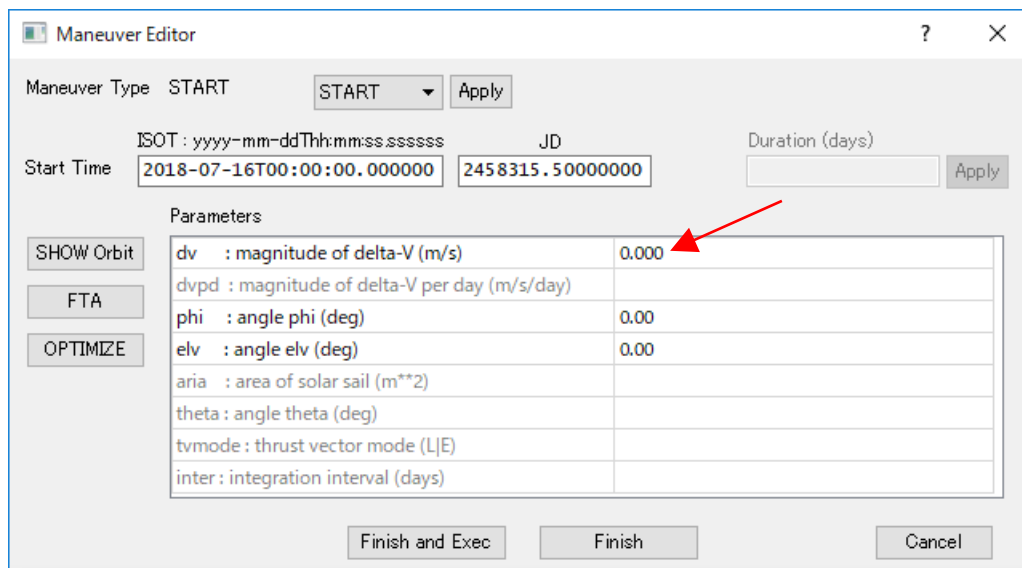 Maneuver Editor ? ×
Maneuver Type START START Apply
ISOT : yyyy-mm-ddThh:mm:ss.ssssss JD Duration (days)
Start Time 2018-07-16T00:00:00.000000 2458315.50000000 Apply
Parameters
SHOW Orbit
FTA
OPTIMIZE
dv : magnitude of delta-V (m/s) 0.000
dvpd : magnitude of delta-V per day (m/s/day)
phi : angle phi (deg) 0.00
elv : angle elv (deg) 0.00
aria : area of solar sail (m**2)
theta : angle theta (deg)
tvmode : thrust vector mode (L|E)
inter : integration interval (days)
Finish and Exec Finish Cancel